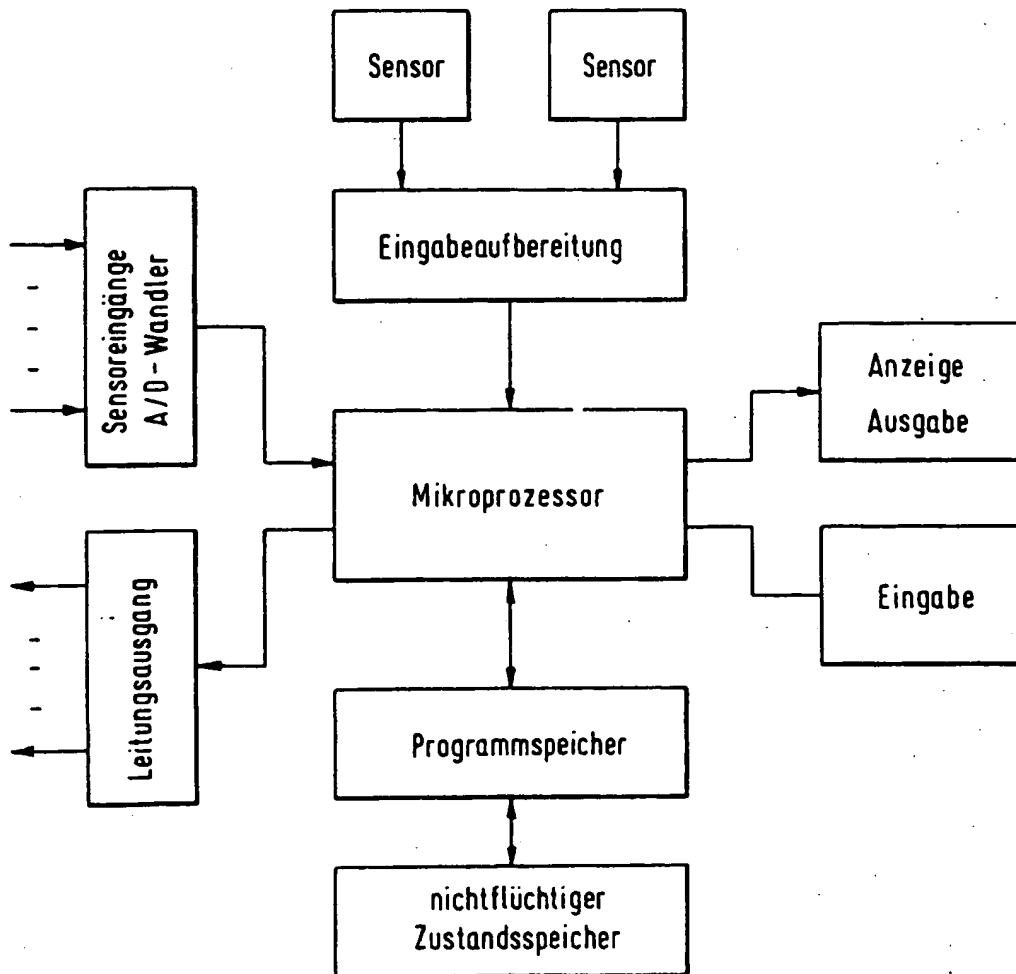 Sensor
Sensor
Eingabeaufbereitung
Sensoreingänge
A/D-Wandler
Anzeige
Ausgabe
Mikroprozessor
Leitungsausgang
Eingabe
Programmspeicher
nichtflüchtiger
Zustandsspeicher